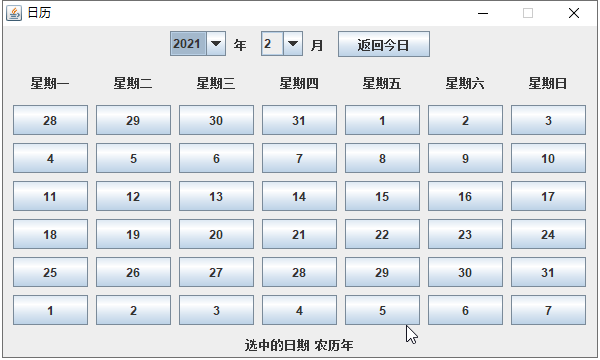 日历
2021 年 2 月 返回今日
星期一 星期二 星期三 星期四 星期五 星期六 星期日
28 29 30 31 1 2 3
4 5 6 7 8 9 10
11 12 13 14 15 16 17
18 19 20 21 22 23 24
25 26 27 28 29 30 31
1 2 3 4 5 6 7
选中的日期 农历年